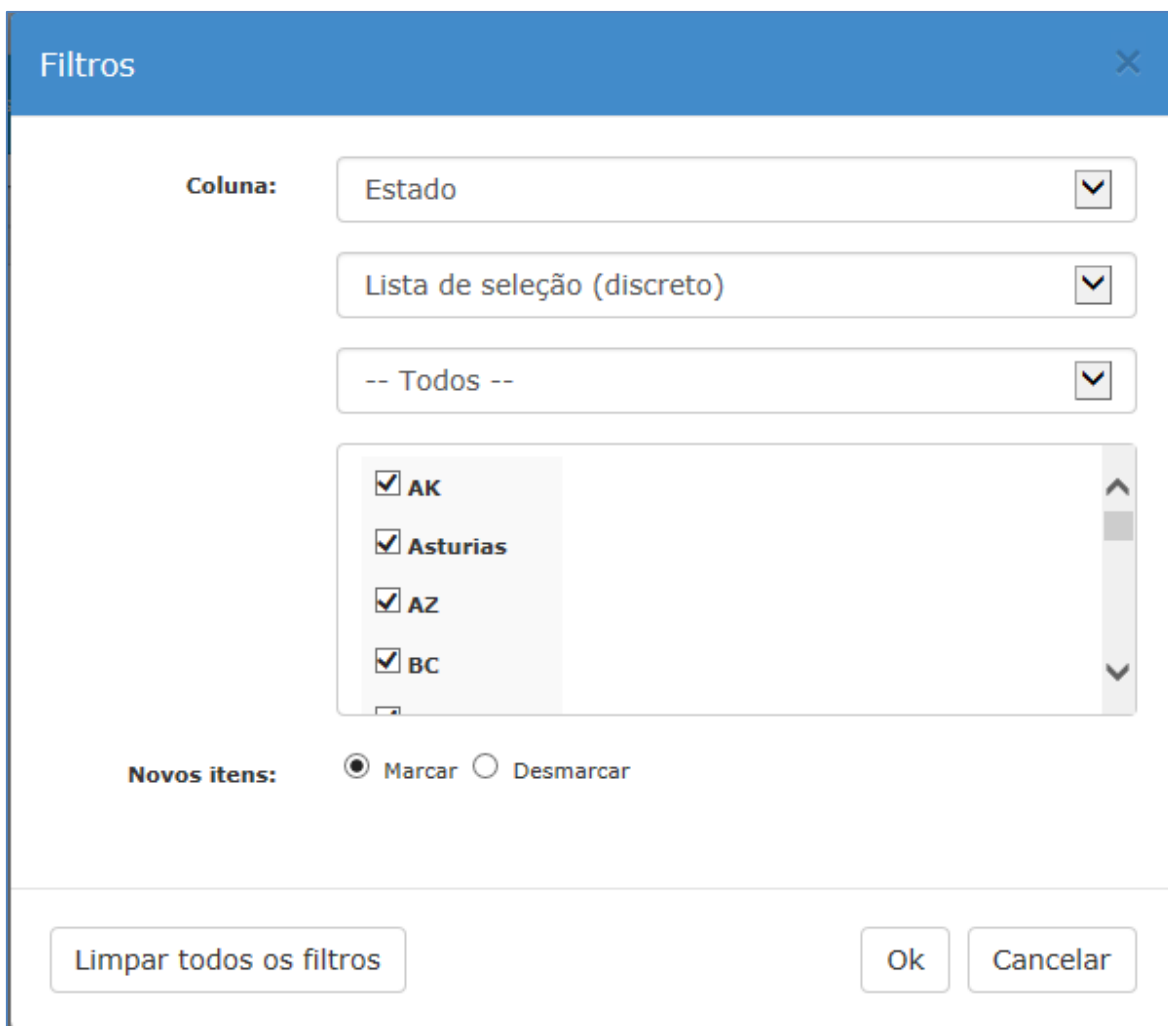 Filtros
Coluna:
Estado
Lista de seleção (discreto)
-- Todos --
AK
Asturias
AZ
BC
Novos itens:
Marcar
Desmarcar
Limpar todos os filtros
Ok
Cancelar